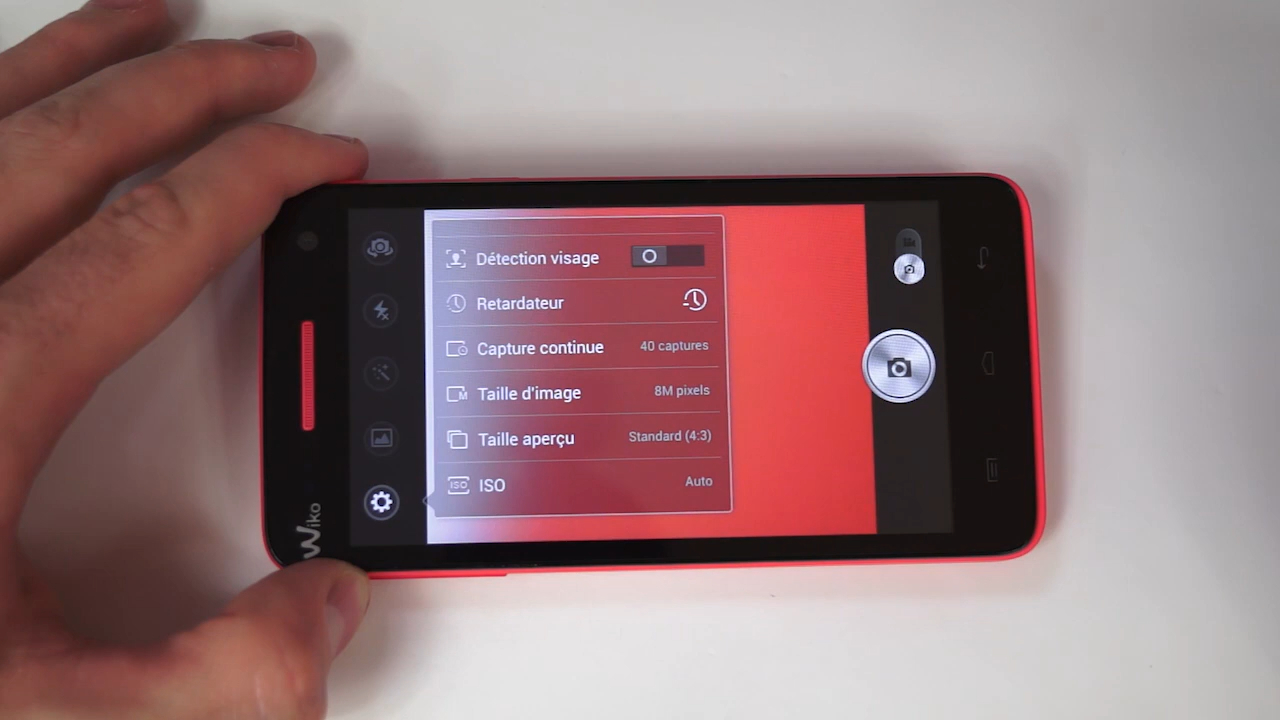 Détection visage
Retardateur
Capture continue 40 captures
Taille d'image 8M pixels
Taille aperçu Standard (4:3)
ISO ISO Auto
Wiko